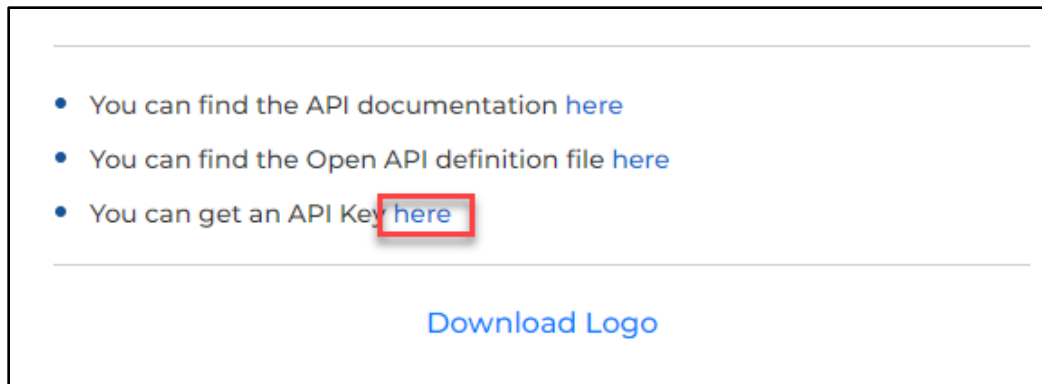 You can find the API documentation here
You can find the Open API definition file here
You can get an API Key here
Download Logo